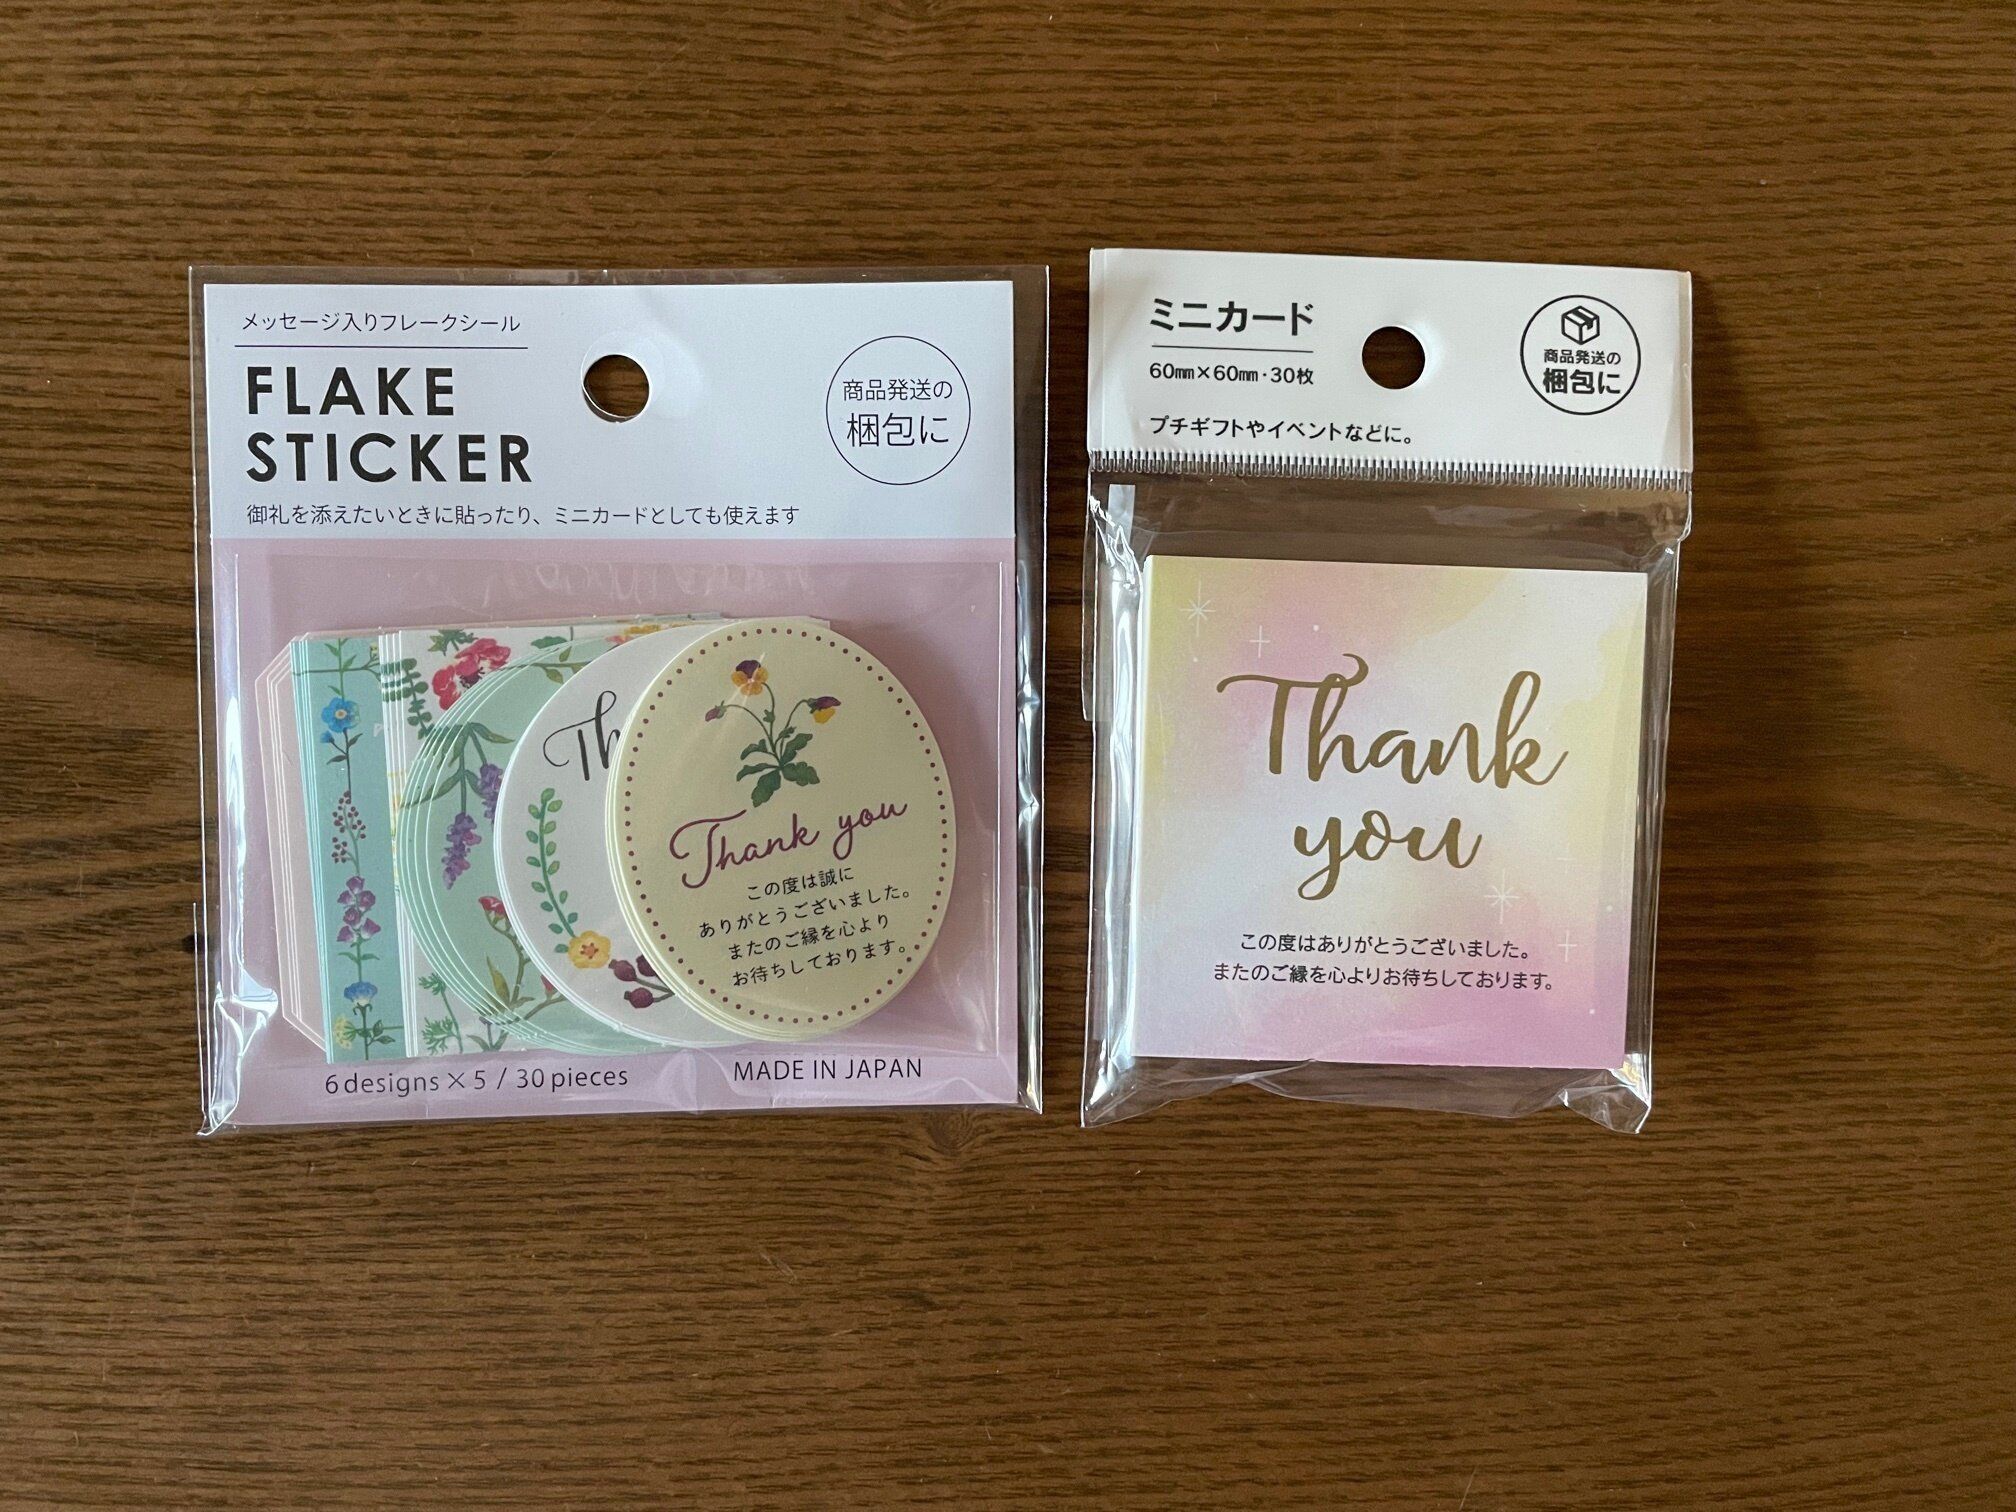 メッセージ入りフレークシール
FLAKE
STICKER
御礼を添えたいときに貼ったり、ミニカードとしても使えます
商品発送の
梱包に
Th
Thank you
この度は誠に
ありがとうございました。
またのご縁を心より
お待ちしております。
6designs×5 / 30pieces
MADE IN JAPAN
ミニカード
60mm×60mm・30枚
プチギフトやイベントなどに。
商品発送の
梱包に
Thank
you
この度はありがとうございました。
またのご縁を心よりお待ちしております。